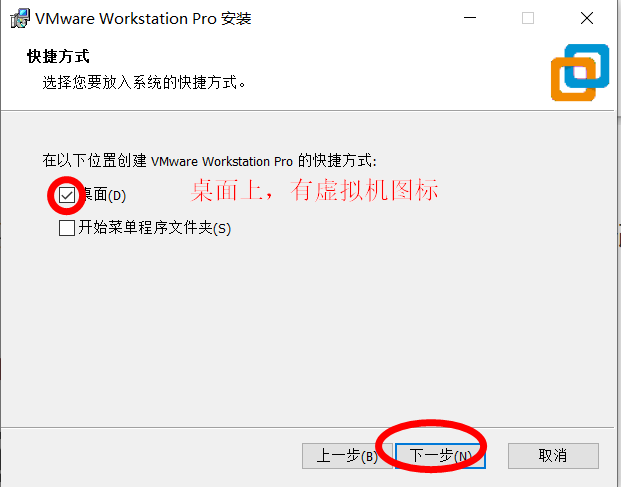 VMware Workstation Pro 安装
快捷方式
选择您要放入系统的快捷方式。
在以下位置创建 VMware Workstation Pro 的快捷方式:
桌面(D)
桌面上，有虚拟机图标
开始菜单程序文件夹(S)
上一步(B)
下一步(N)
取消